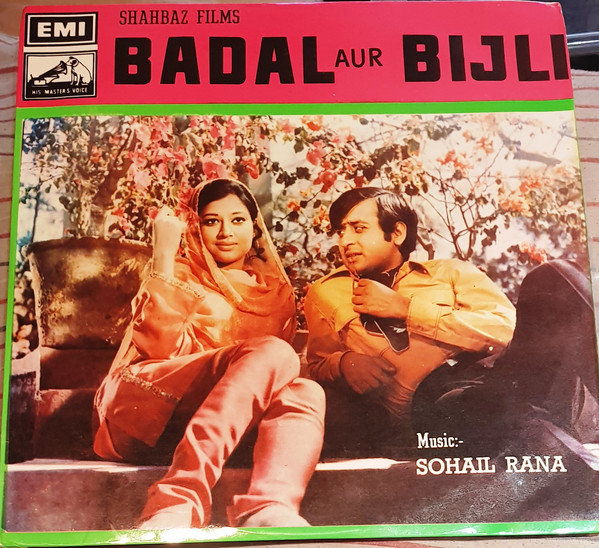 SHAHBAZ FILMS
EMI
BADAL AUR BIJLI
HIS MASTER'S VOICE
Music:-
SOHAIL RANA